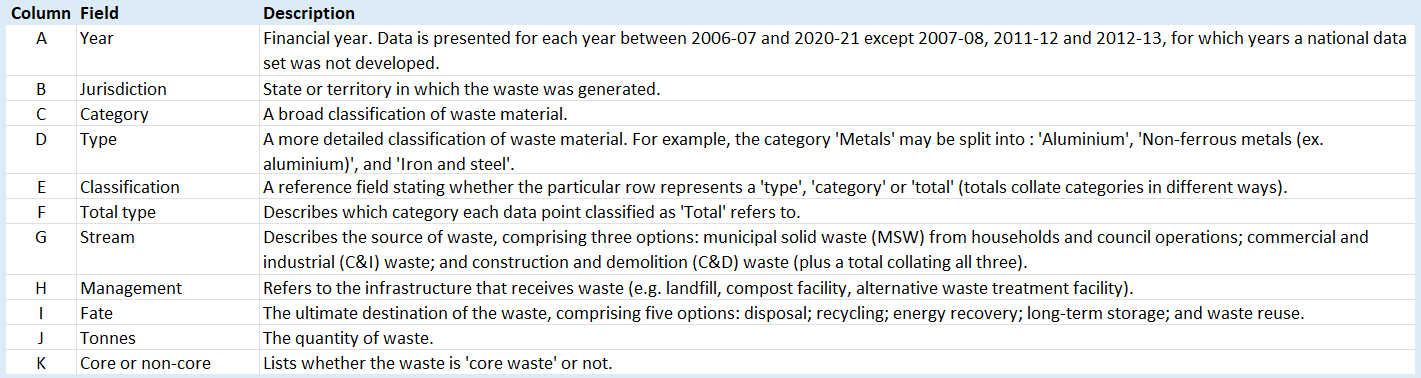 Column Field Description
A Year Financial year. Data is presented for each year between 2006-07 and 2020-21 except 2007-08, 2011-12 and 2012-13, for which years a national data
set was not developed.
B Jurisdiction State or territory in which the waste was generated.
C Category A broad classification of waste material.
D Type A more detailed classification of waste material. For example, the category 'Metals' may be split into : 'Aluminium', 'Non-ferrous metals (ex.
aluminium)', and 'Iron and steel'.
E Classification A reference field stating whether the particular row represents a 'type', 'category' or 'total' (totals collate categories in different ways).
F Total type Describes which category each data point classified as 'Total' refers to.
G Stream Describes the source of waste, comprising three options: municipal solid waste (MSW) from households and council operations; commercial and
industrial (C&I) waste; and construction and demolition (C&D) waste (plus a total collating all three).
H Management Refers to the infrastructure that receives waste (e.g. landfill, compost facility, alternative waste treatment facility).
I Fate The ultimate destination of the waste, comprising five options: disposal; recycling; energy recovery; long-term storage; and waste reuse.
J Tonnes The quantity of waste.
K Core or non-core Lists whether the waste is 'core waste' or not.